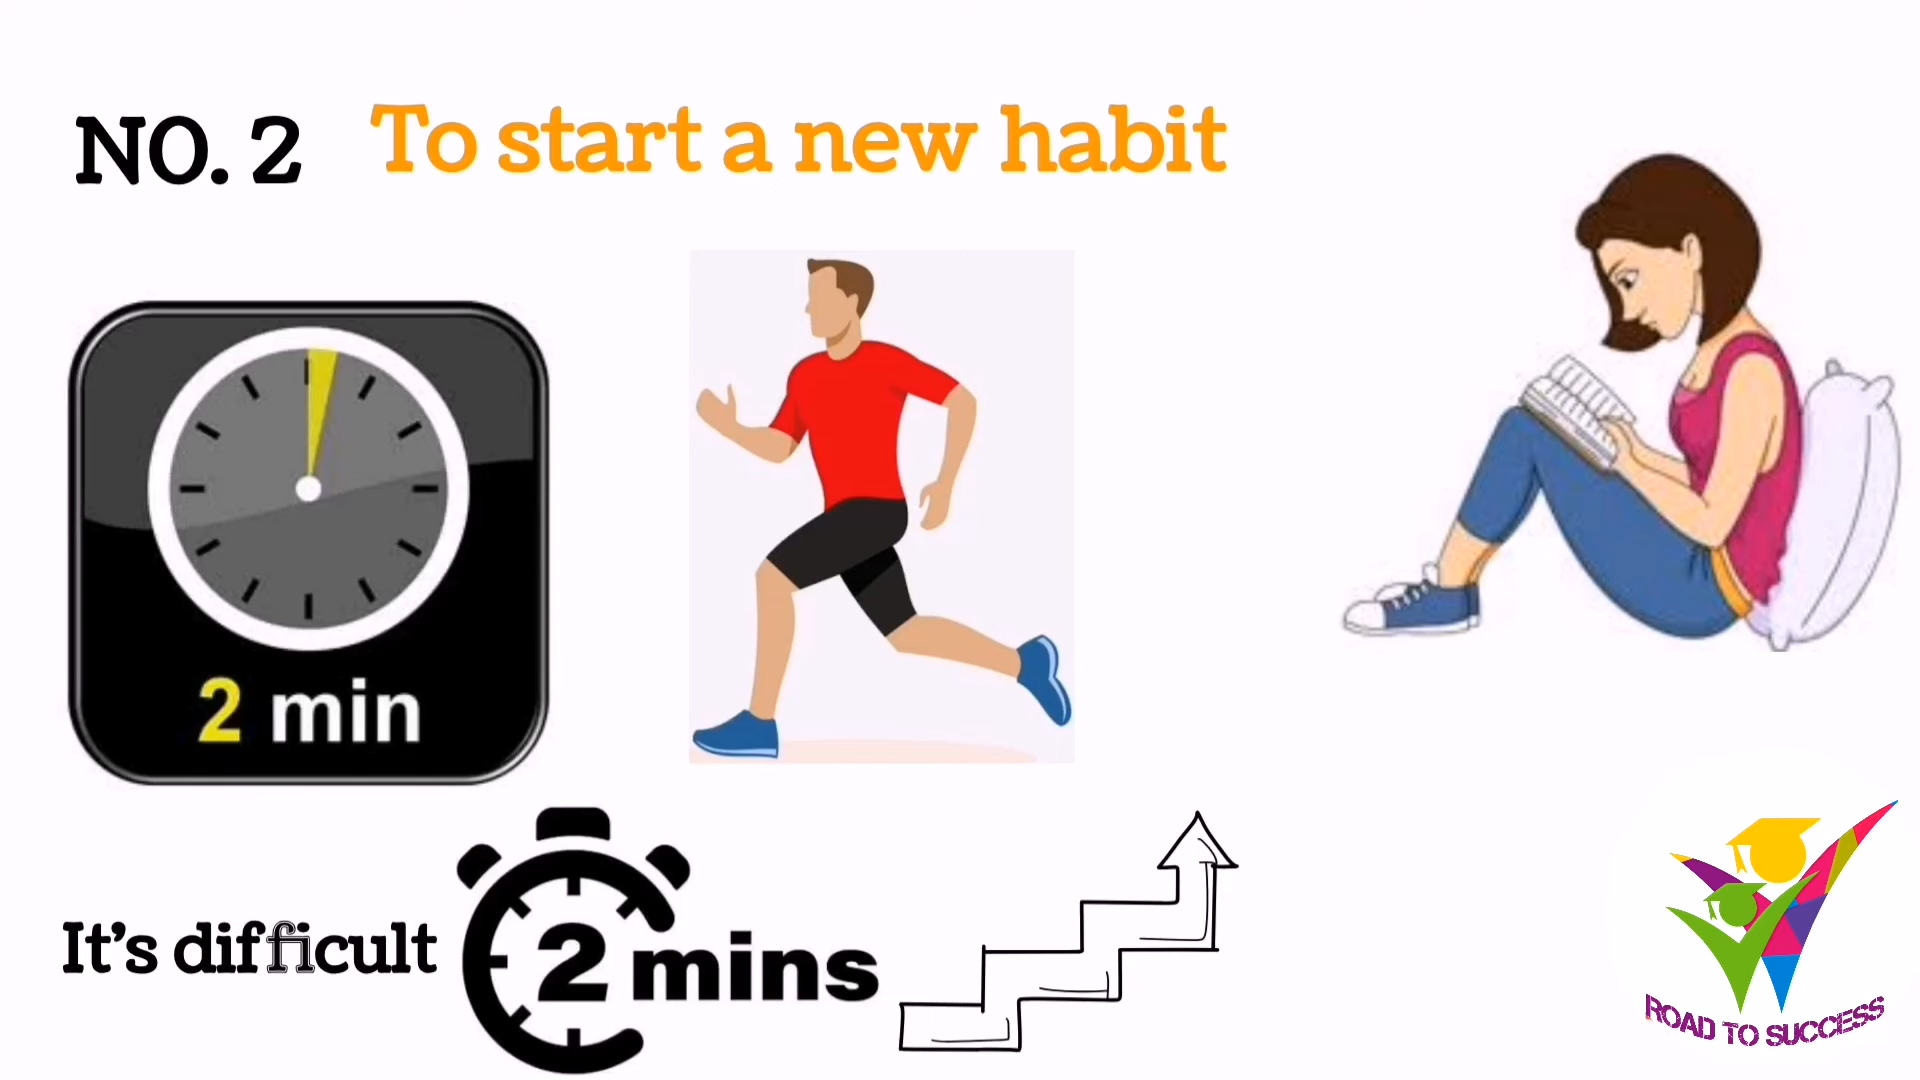 NO. 2 To start a new habit
2 min
It's difficult 2 mins
ROAD TO SUCCESS